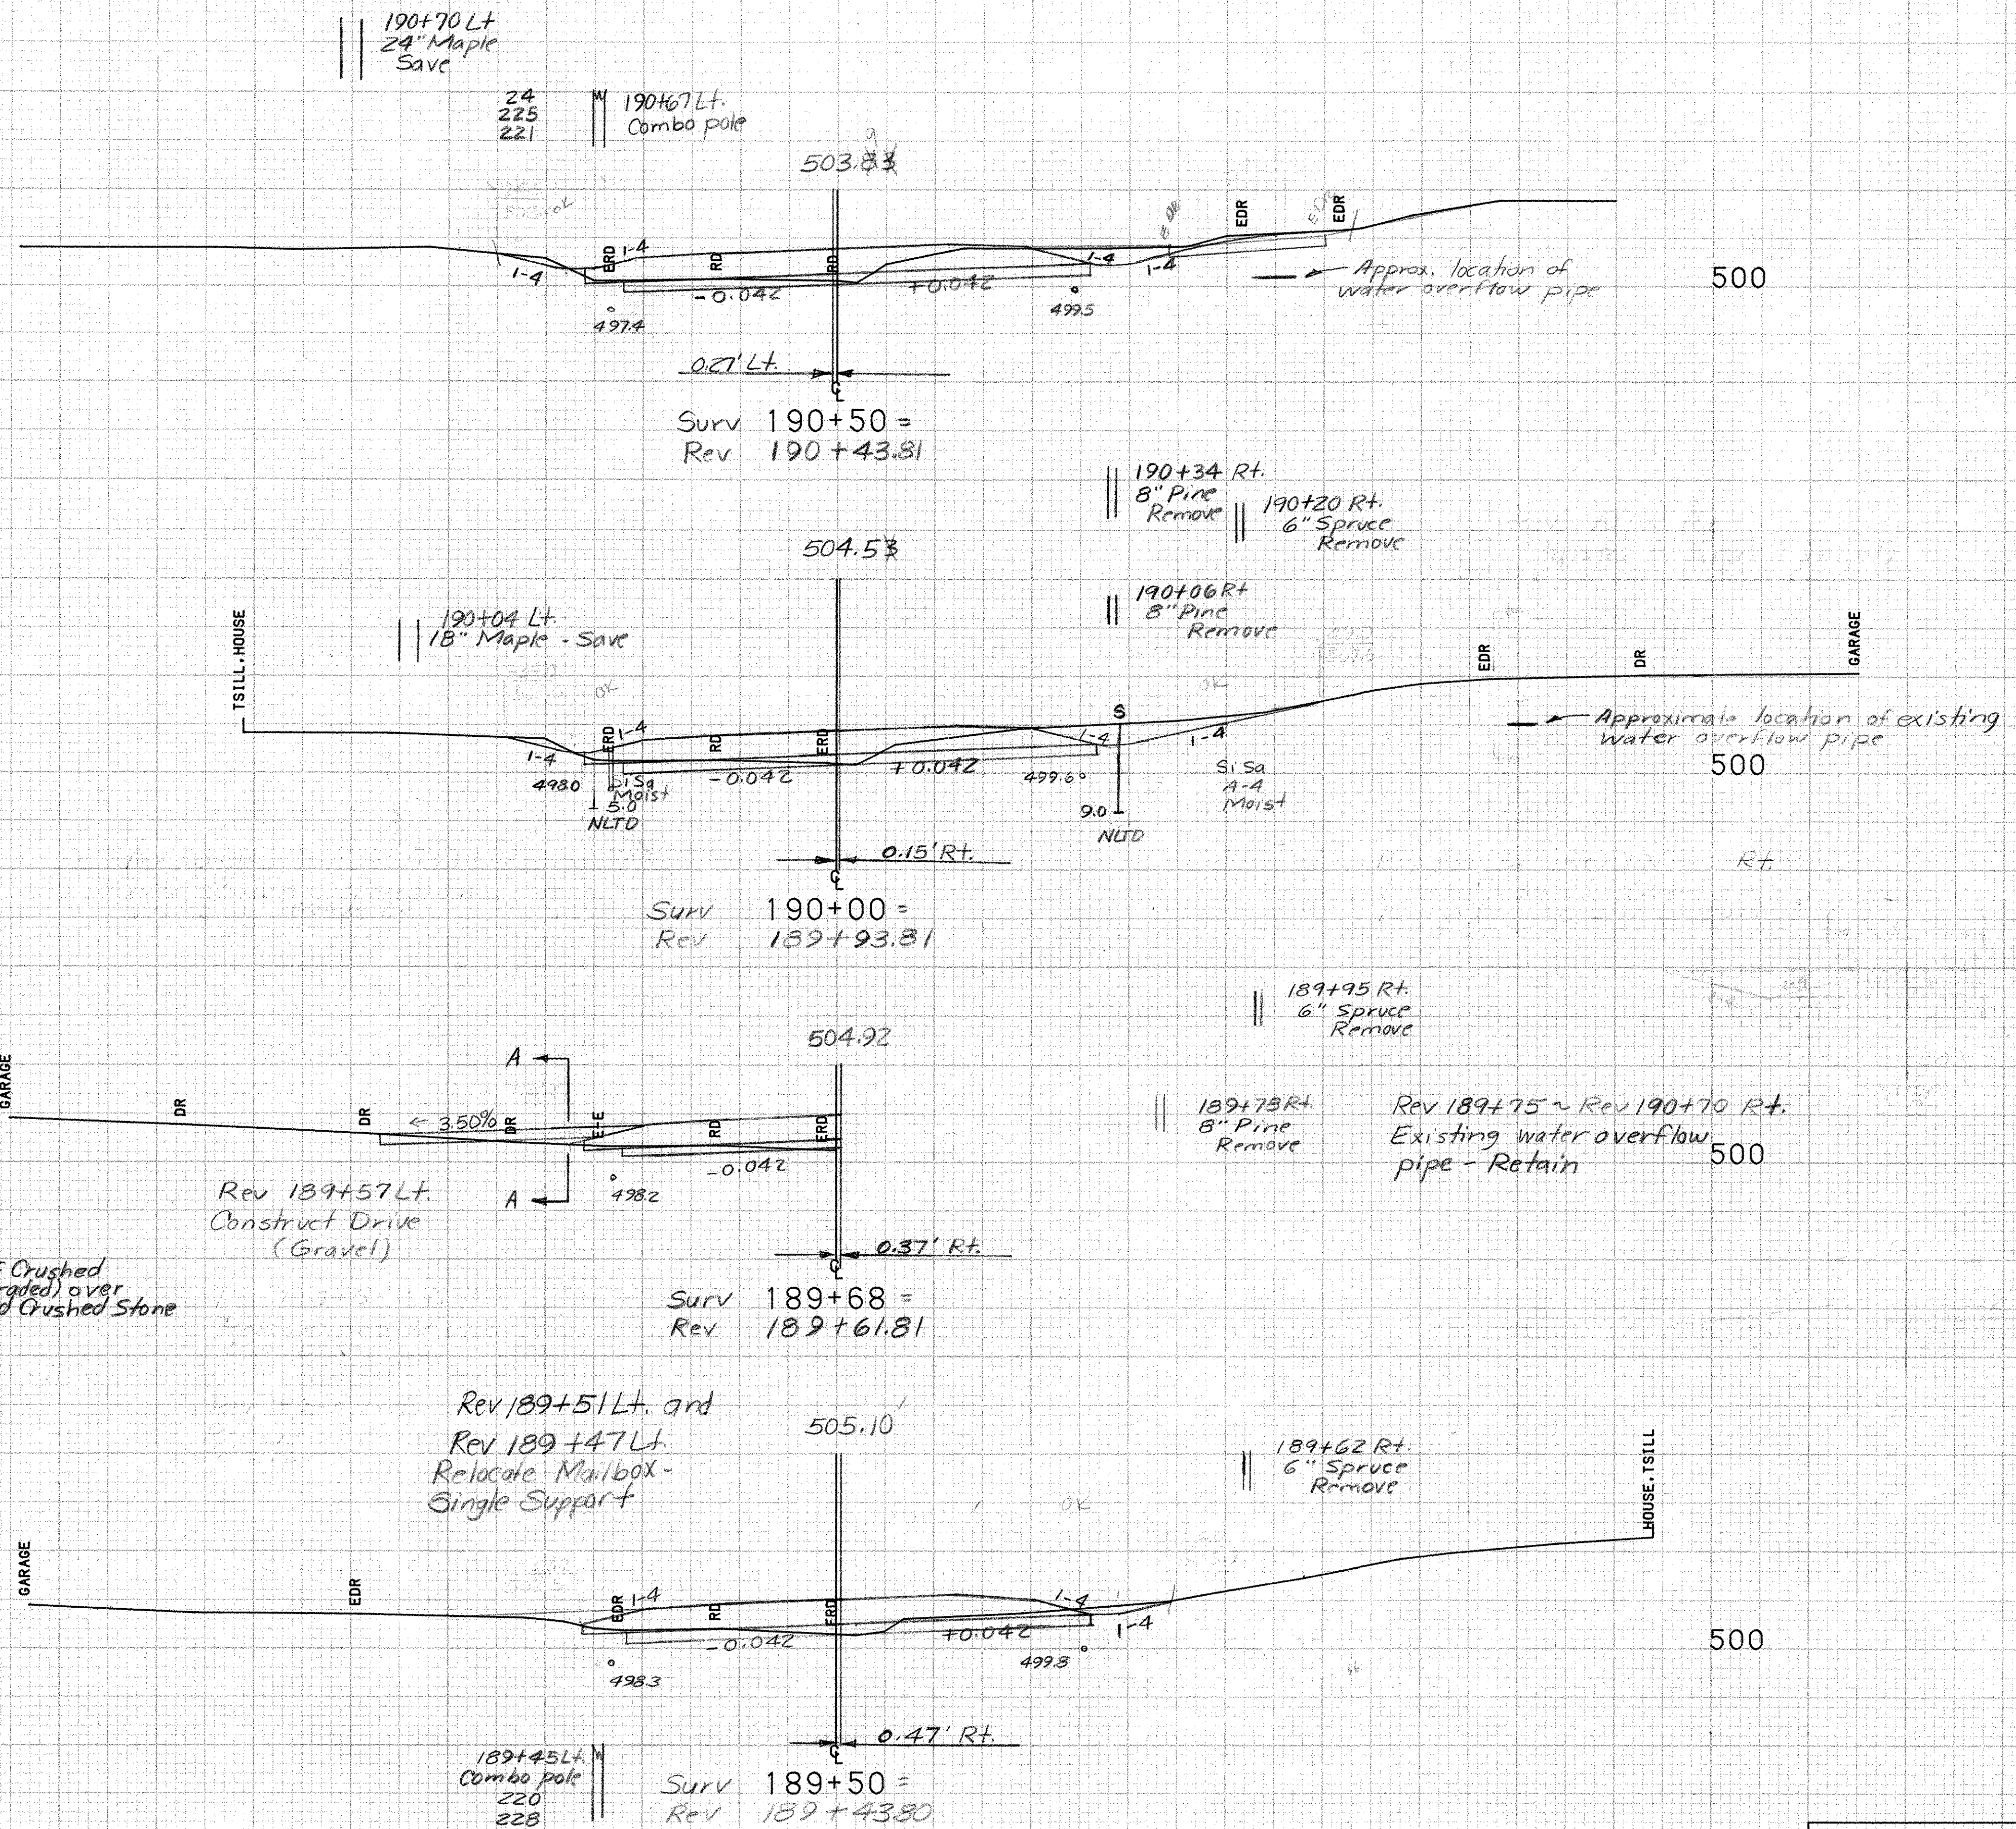 190+70 Lt
24" Maple
Save
24
225
221
190+67 Lt.
Combo pole
503.83
9
ok
EDR
EDR
EDR
EDR
ERD
1-4
RD
RD
1-4
1-4
1-4
-0.042
+0.042
497.4
499.5
Approx. location of
water overflow pipe
500
0.27' Lt.
CL
Surv 190+50 =
Rev 190+43.81
190+34 Rt.
8" Pine
Remove
190+20 Rt.
6" Spruce
Remove
504.53
190+06 Rt
8" Pine
Remove
TSILL,HOUSE
190+04 Lt.
18" Maple - Save
OK
OK
EDR
DR
GARAGE
ERD
1-4
RD
ERD
S
1-4
1-4
1-4
-0.042
+0.042
498.0
Si Sa
Moist
5.0
NLTD
499.6
9.0
NLTD
Si Sa
A-4
Moist
Approximate location of existing
water overflow pipe
500
0.15' Rt.
CL
Rt.
Surv 190+00 =
Rev 189+93.81
189+95 Rt.
6" Spruce
Remove
504.92
GARAGE
DR
DR
A
← 3.50%
DR
E-E
RD
ERD
-0.042
498.2
A
189+73 Rt.
8" Pine
Remove
Rev 189+75 ~ Rev 190+70 Rt.
Existing water overflow
pipe - Retain
500
Rev 189+57 Lt.
Construct Drive
(Gravel)
Crushed
raded) over
d Crushed Stone
0.37' Rt.
CL
Surv 189+68 =
Rev 189+61.81
Rev 189+51 Lt. and
Rev 189+47 Lt.
Relocate Mailbox-
Single Support
505.10'
OK
189+62 Rt.
6" Spruce
Remove
HOUSE,TSILL
GARAGE
EDR
EDR
1-4
RD
ERD
1-4
1-4
-0.042
+0.042
498.3
499.8
500
0.47' Rt.
CL
189+45 Lt.
Combo pole
220
228
Surv 189+50 =
Rev 189+43.80